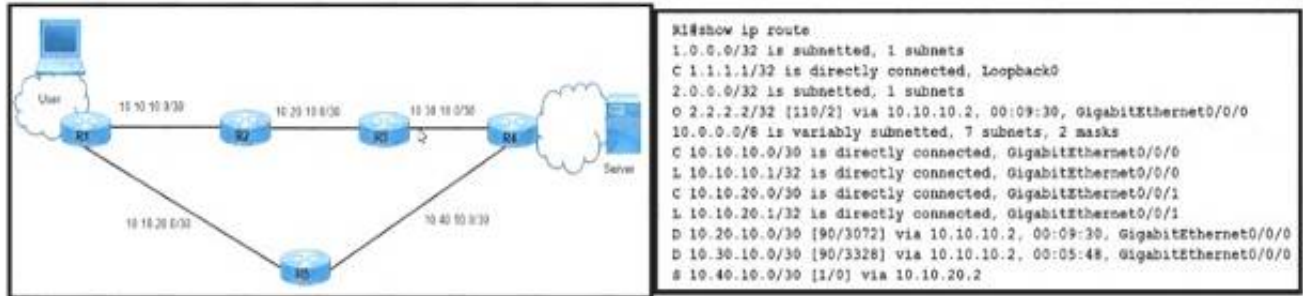 User
10.10.10.0/30
10.20.10.0/30
10.30.10.0/30
R1
R2
R3
R4
Server
10.10.20.0/30
10.40.10.0/30
R5
R1#show ip route
1.0.0.0/32 is subnetted, 1 subnets
C 1.1.1.1/32 is directly connected, Loopback0
2.0.0.0/32 is subnetted, 1 subnets
O 2.2.2.2/32 [110/2] via 10.10.10.2, 00:09:30, GigabitEthernet0/0/0
10.0.0.0/8 is variably subnetted, 7 subnets, 2 masks
C 10.10.10.0/30 is directly connected, GigabitEthernet0/0/0
L 10.10.10.1/32 is directly connected, GigabitEthernet0/0/0
C 10.10.20.0/30 is directly connected, GigabitEthernet0/0/1
L 10.10.20.1/32 is directly connected, GigabitEthernet0/0/1
D 10.20.10.0/30 [90/3072] via 10.10.10.2, 00:09:30, GigabitEthernet0/0/0
D 10.30.10.0/30 [90/3328] via 10.10.10.2, 00:05:48, GigabitEthernet0/0/0
S 10.40.10.0/30 [1/0] via 10.10.20.2